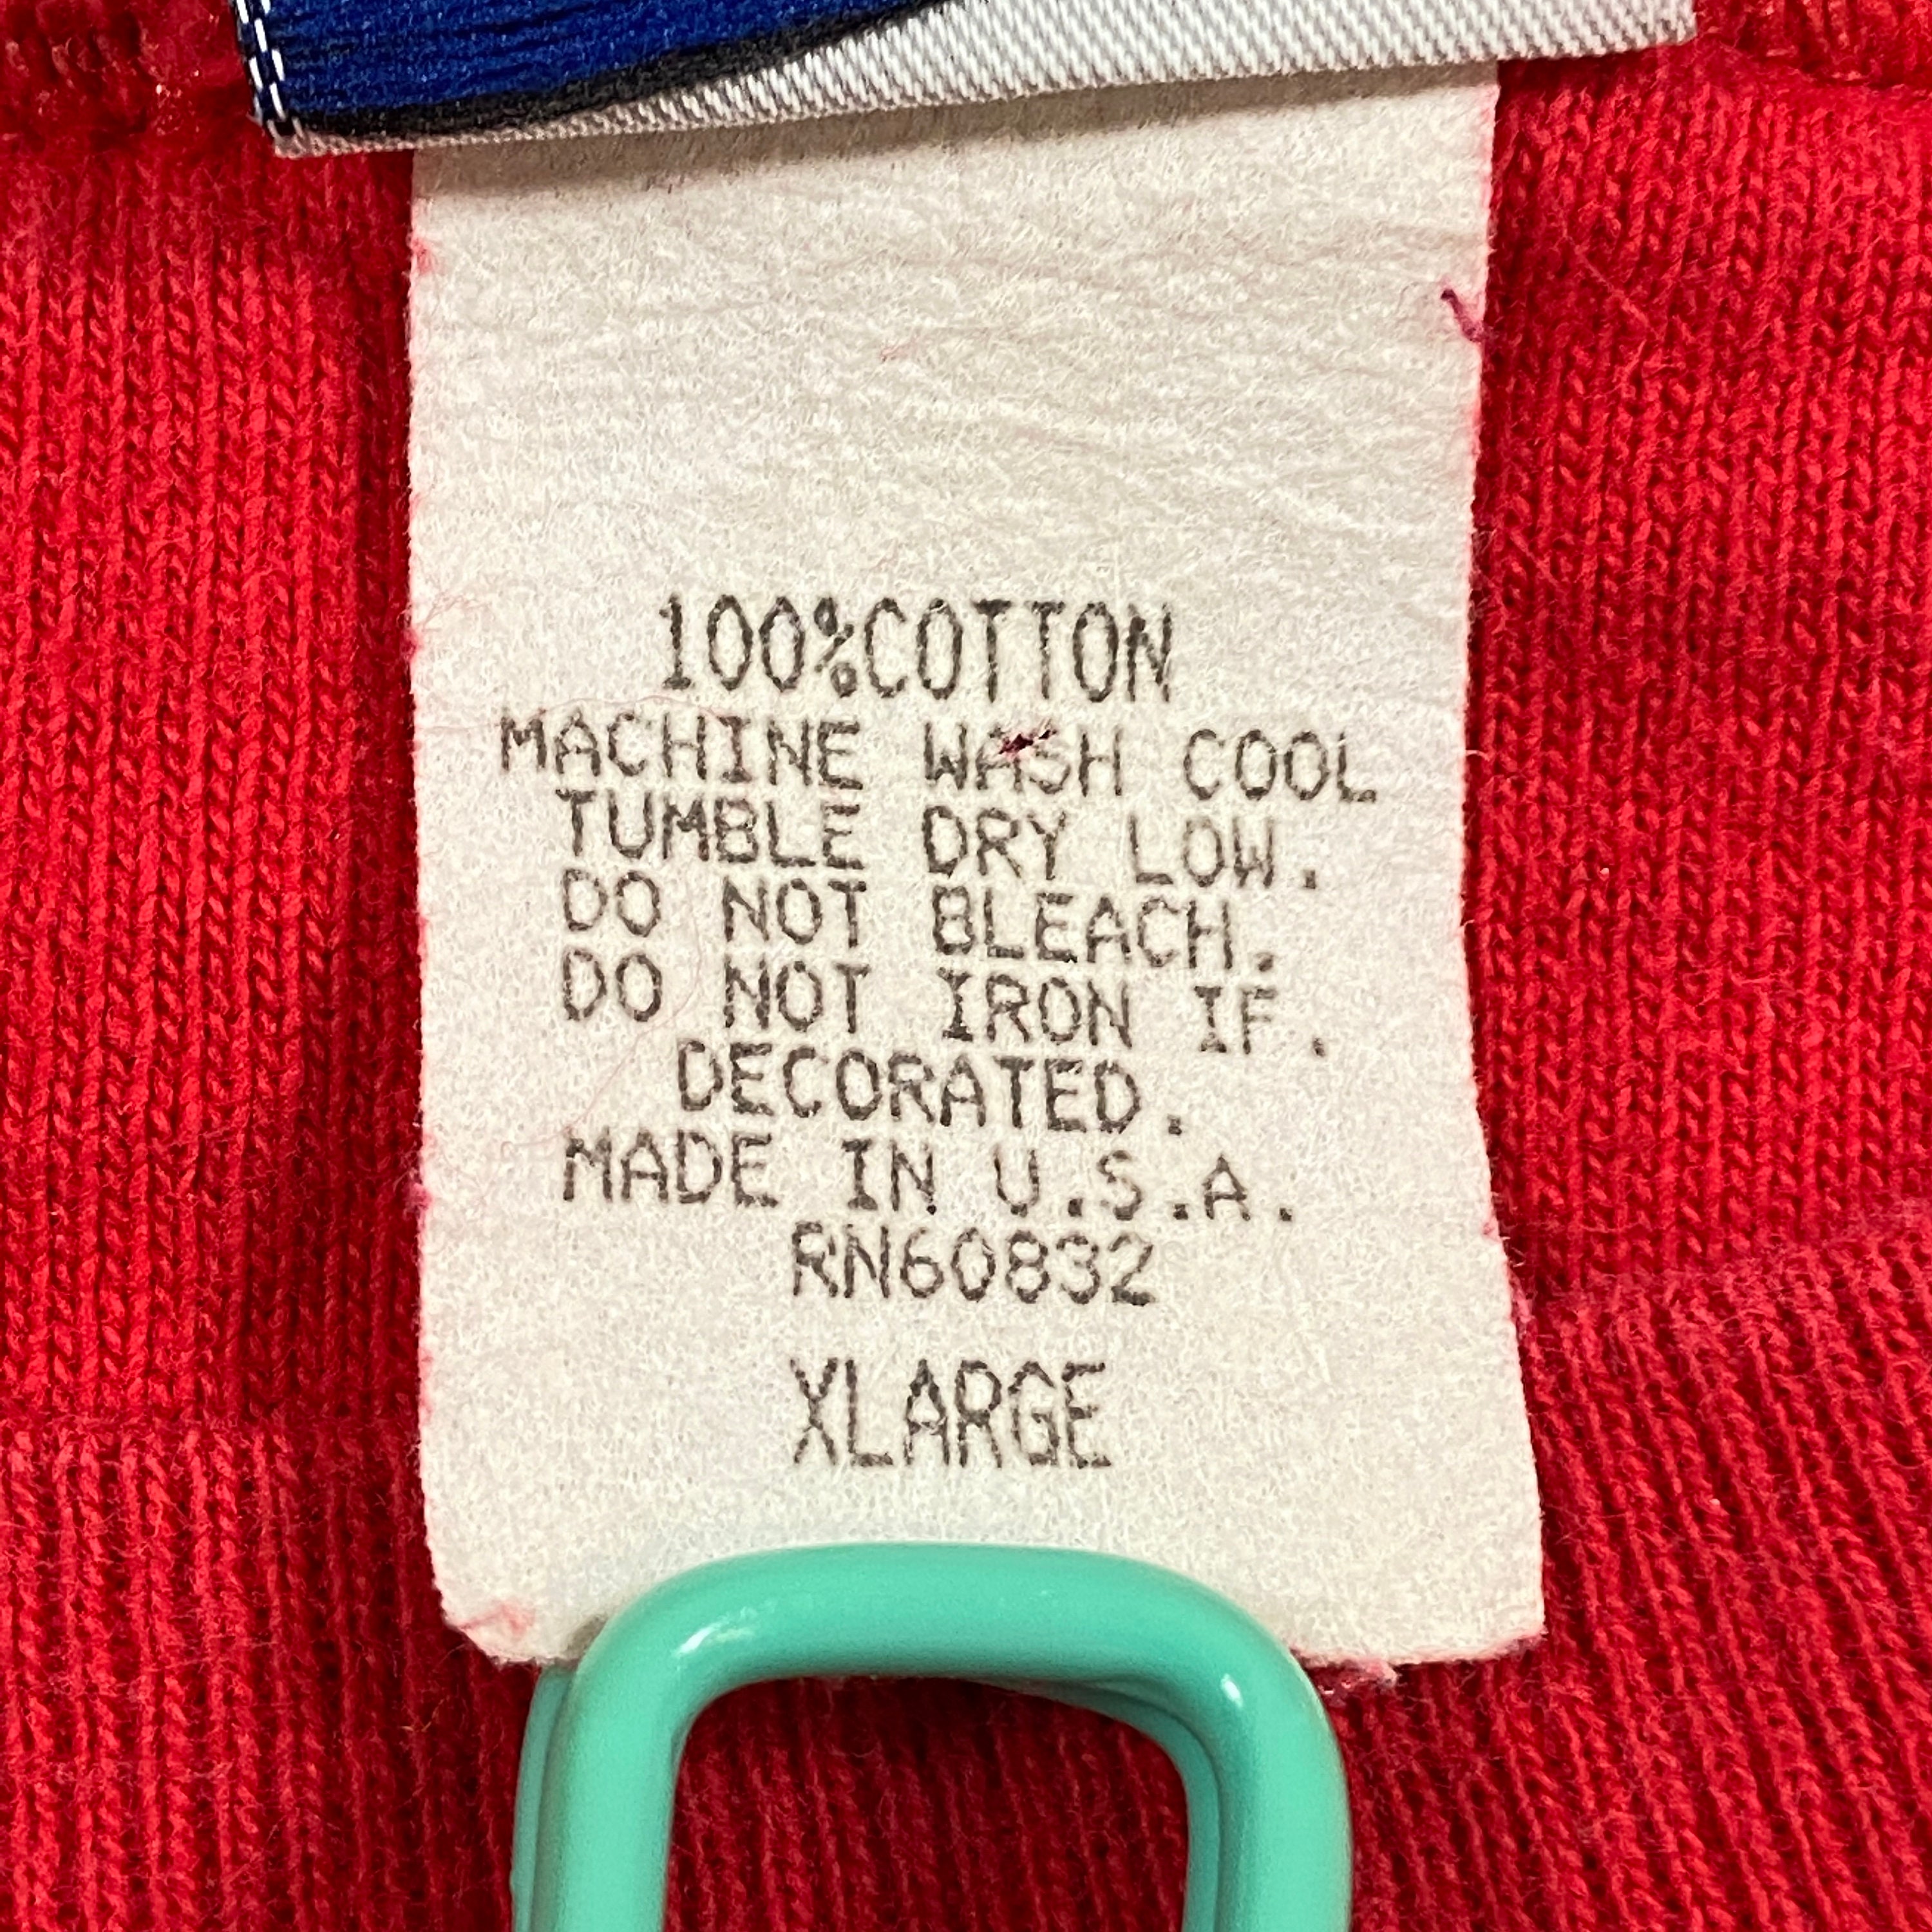 100%COTTON
MACHINE WASH COOL
TUMBLE DRY LOW.
DO NOT BLEACH.
DO NOT IRON IF.
DECORATED.
MADE IN U.S.A.
RN60832
XLARGE